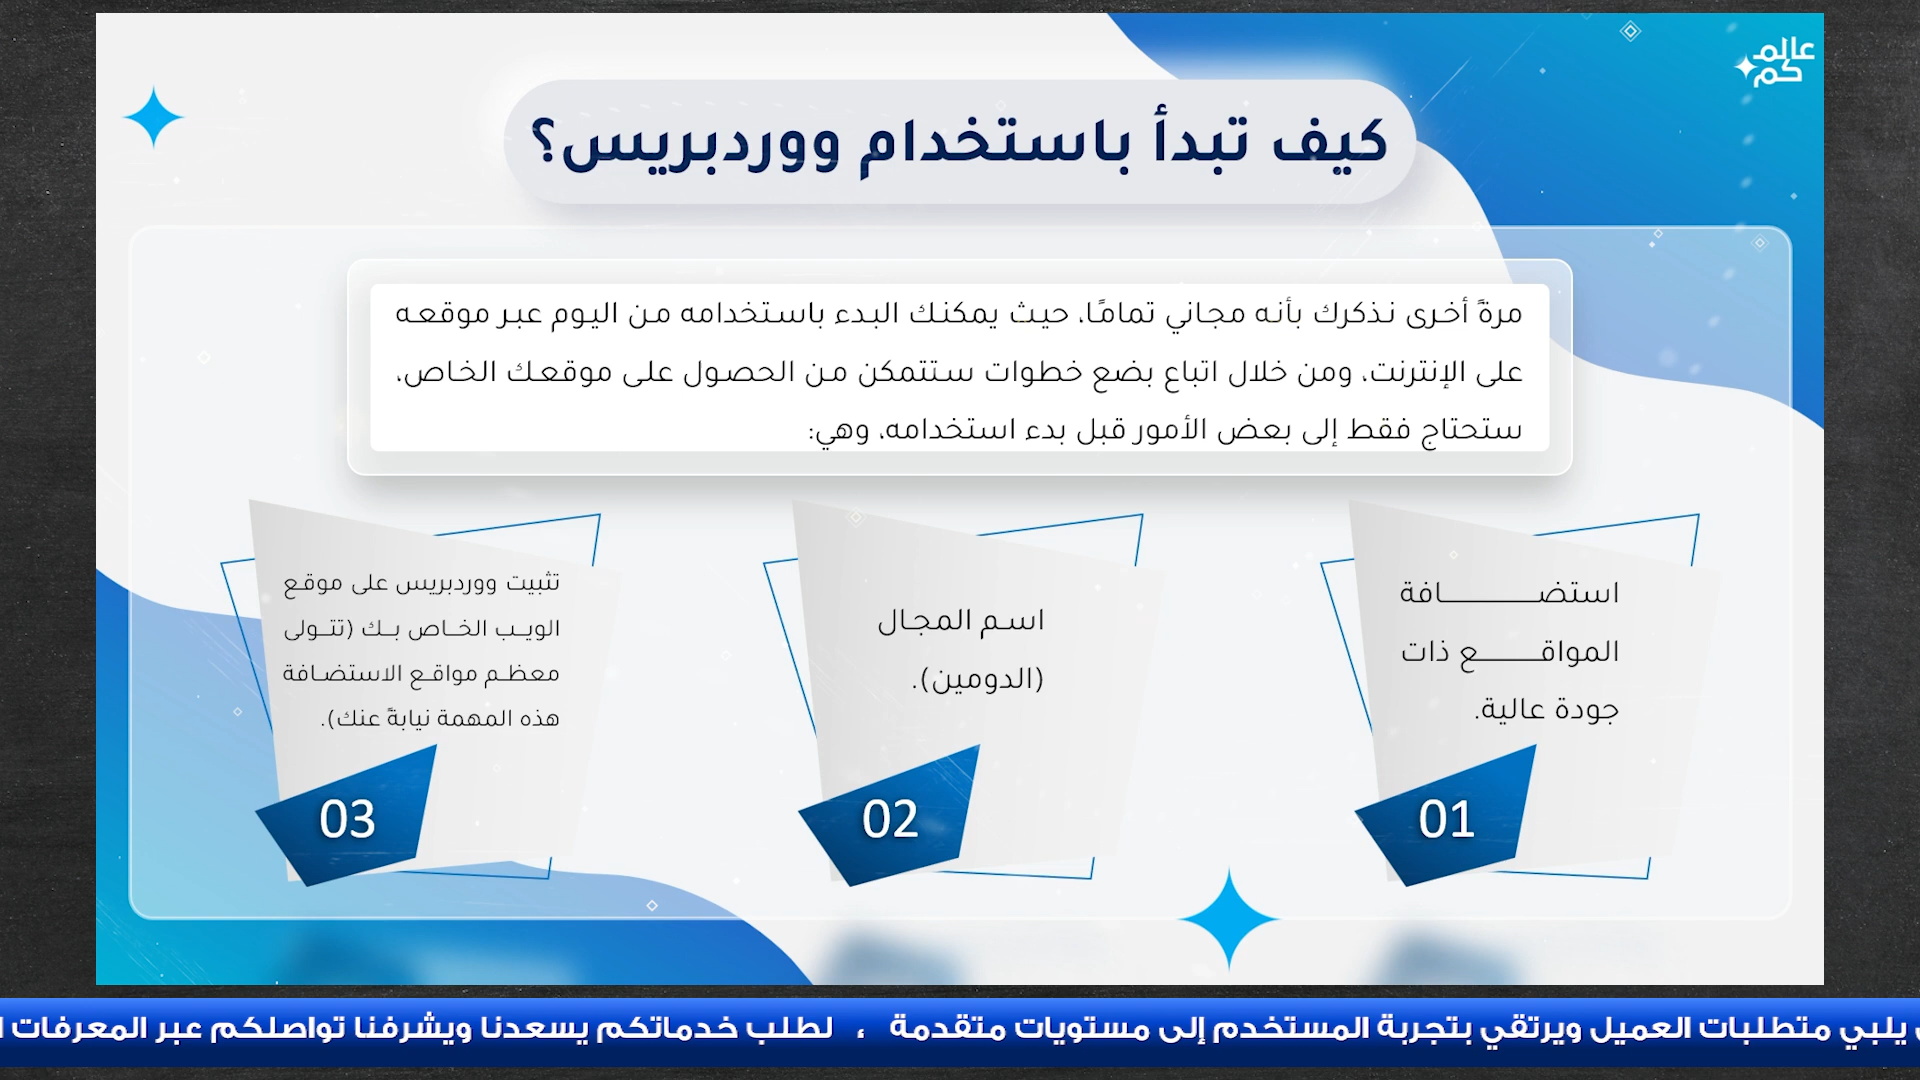 عالم
كم
كيف تبدأ باستخدام ووردبريس؟
مرةً أخرى نذكرك بأنه مجاني تمامًا، حيث يمكنك البدء باستخدامه من اليوم عبر موقعه
على الإنترنت، ومن خلال اتباع بضع خطوات ستتمكن من الحصول على موقعك الخاص،
ستحتاج فقط إلى بعض الأمور قبل بدء استخدامه، وهي:
استضـــــــــافة
المواقـــــــع ذات
جودة عالية.
01
اسم المجال
(الدومين).
02
تثبيت ووردبريس على موقع
الويب الخاص بك (تتولى
معظم مواقع الاستضافة
هذه المهمة نيابةً عنك).
03
يلبي متطلبات العميل ويرتقي بتجربة المستخدم إلى مستويات متقدمة ، لطلب خدماتكم يسعدنا ويشرفنا تواصلكم عبر المعرفات